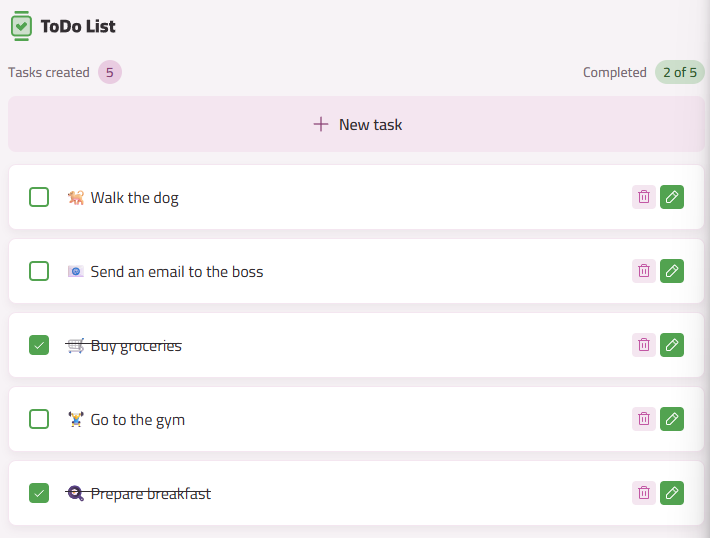 ToDo List
Tasks created 5
Completed 2 of 5
New task
Walk the dog
Send an email to the boss
Buy groceries
Go to the gym
Prepare breakfast